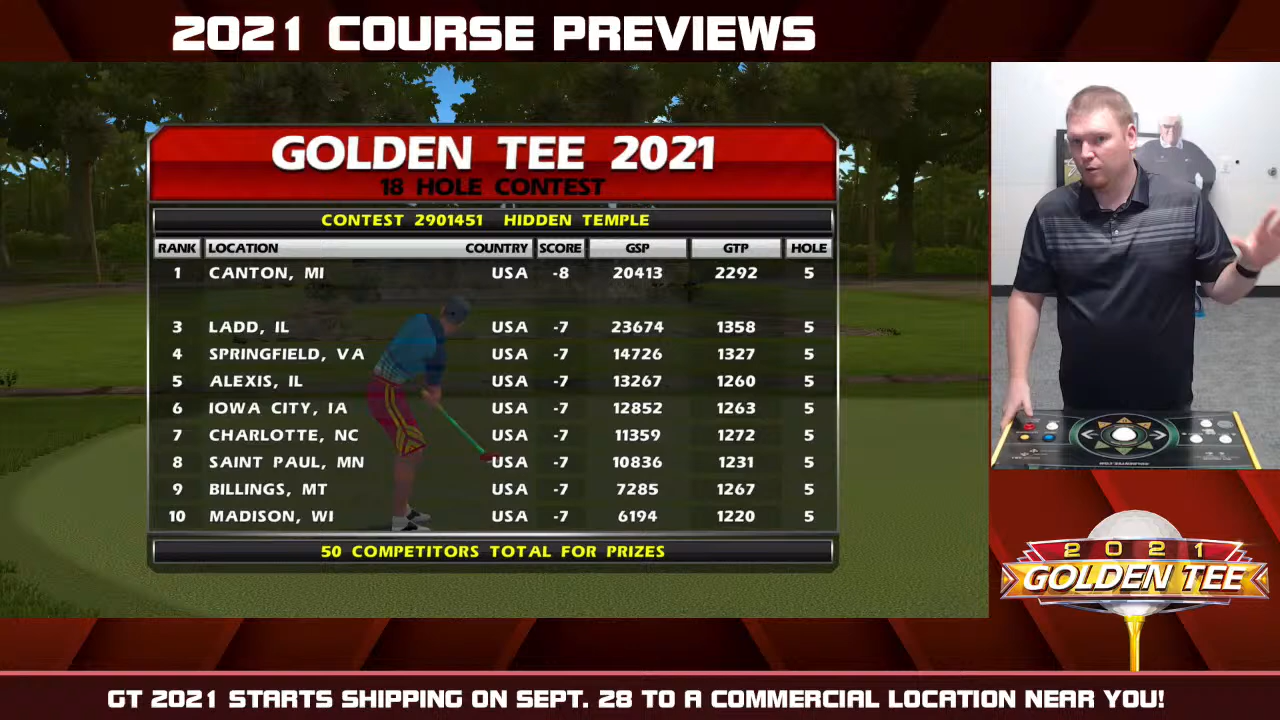 2021 COURSE PREVIEWS
GOLDEN TEE 2021
18 HOLE CONTEST
CONTEST 2901451 HIDDEN TEMPLE
RANK LOCATION COUNTRY SCORE GSP GTP HOLE
1 CANTON, MI USA -8 20413 2292 5
3 LADD, IL USA -7 23674 1358 5
4 SPRINGFIELD, VA USA -7 14726 1327 5
5 ALEXIS, IL USA -7 13267 1260 5
6 IOWA CITY, IA USA -7 12852 1263 5
7 CHARLOTTE, NC USA -7 11359 1272 5
8 SAINT PAUL, MN USA -7 10836 1231 5
9 BILLINGS, MT USA -7 7285 1267 5
10 MADISON, WI USA -7 6194 1220 5
50 COMPETITORS TOTAL FOR PRIZES
2021
GOLDEN TEE
GT 2021 STARTS SHIPPING ON SEPT. 28 TO A COMMERCIAL LOCATION NEAR YOU!